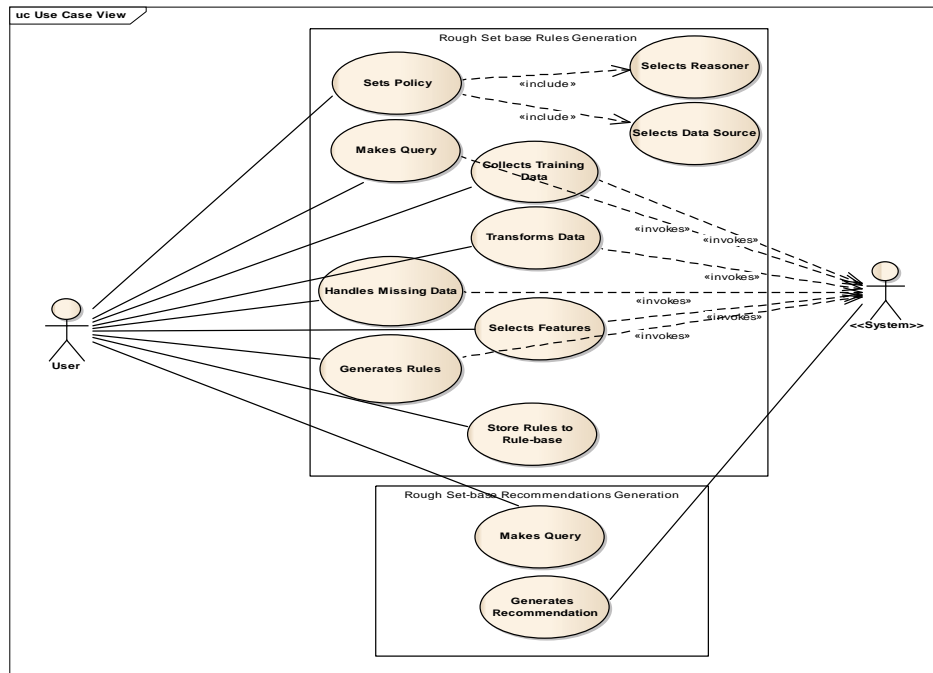 uc Use Case View
Rough Set base Rules Generation
Sets Policy
Selects Reasoner
«include»
«include»
Selects Data Source
Makes Query
Collects Training
Data
Transforms Data
«invokes»
«invokes»
«invokes»
Handles Missing Data
«invokes»
Selects Features
«invokes»
«invokes»
Generates Rules
User
<<System>>
Store Rules to
Rule-base
Rough Set-base Recommendations Generation
Makes Query
Generates
Recommendation